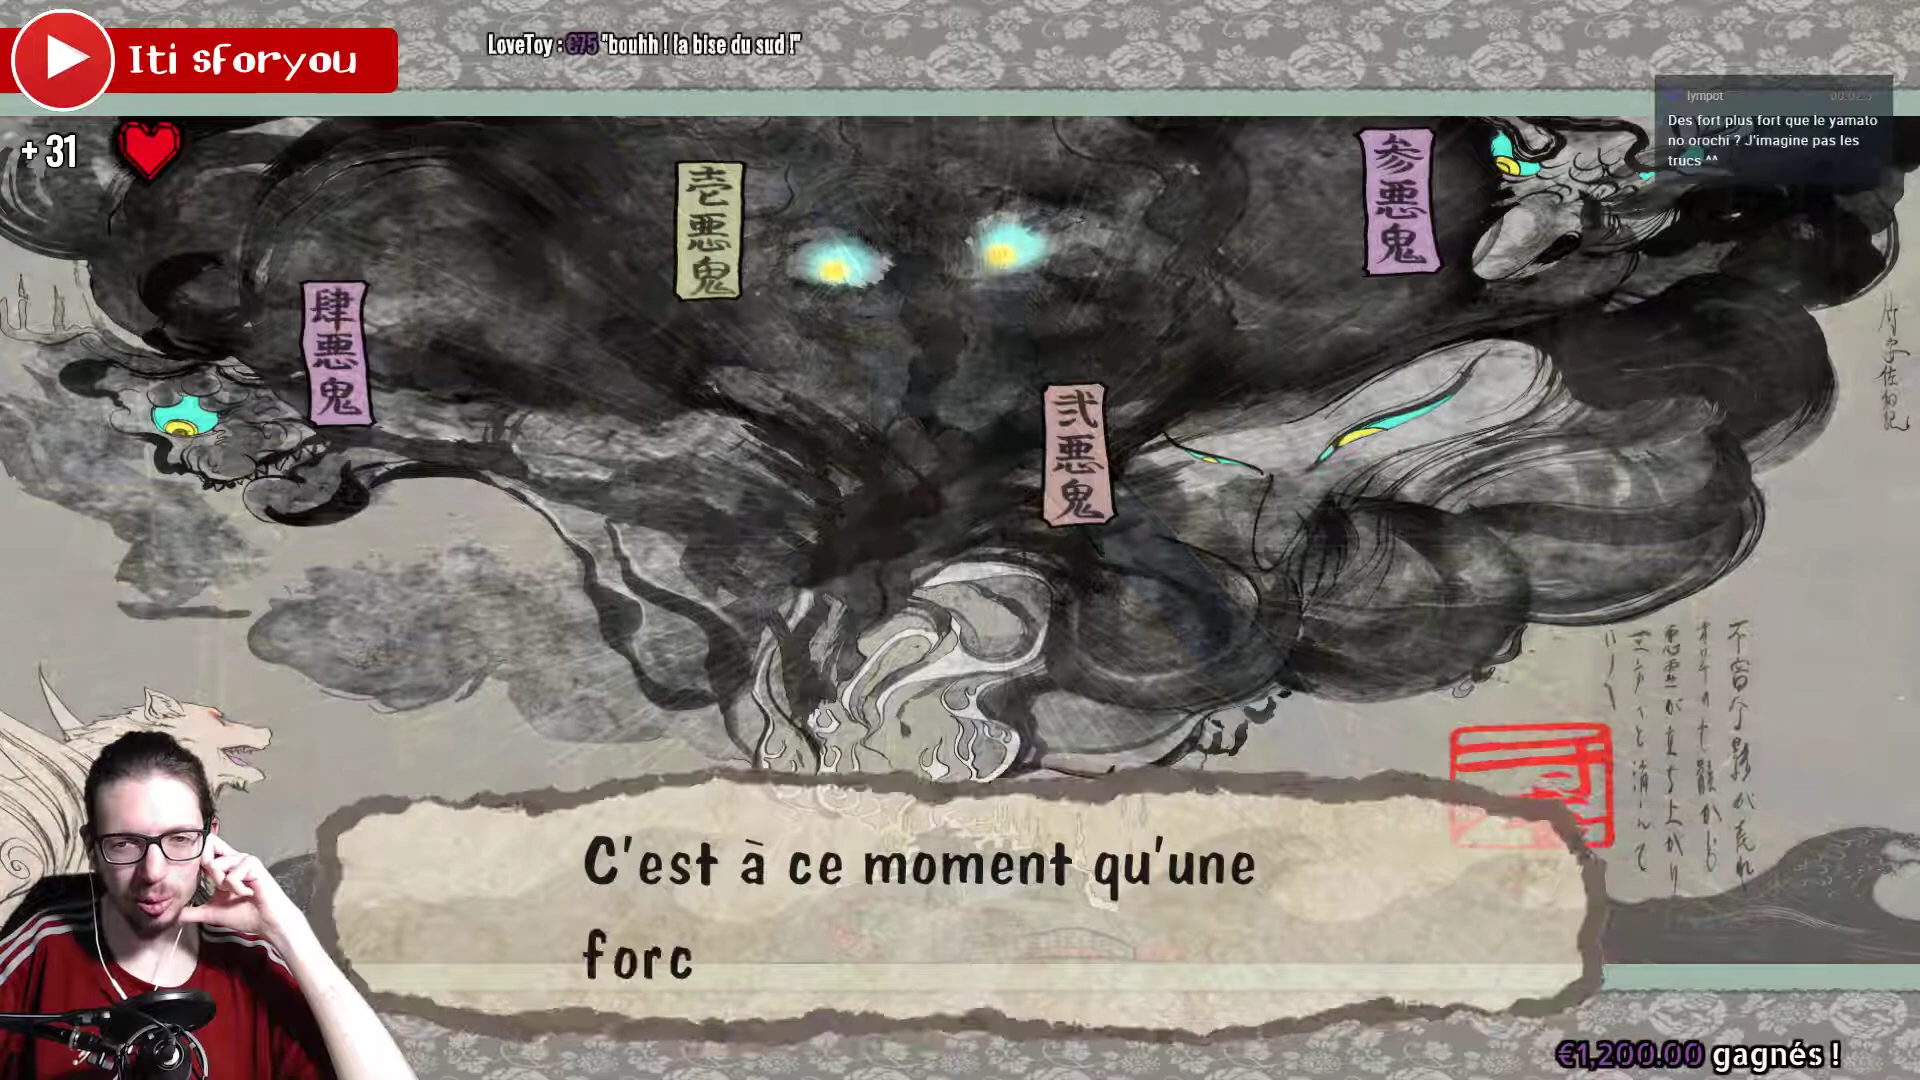 Iti sforyou
LoveToy : €75 "bouhh ! la bise du sud !"
lympot
Des fort plus fort que le yamato
no orochi ? J'imagine pas les
trucs ^^
+ 31
参悪鬼
壱悪鬼
肆悪鬼
弐悪鬼
C'est à ce moment qu'une
forc
€1,200.00 gagnés !